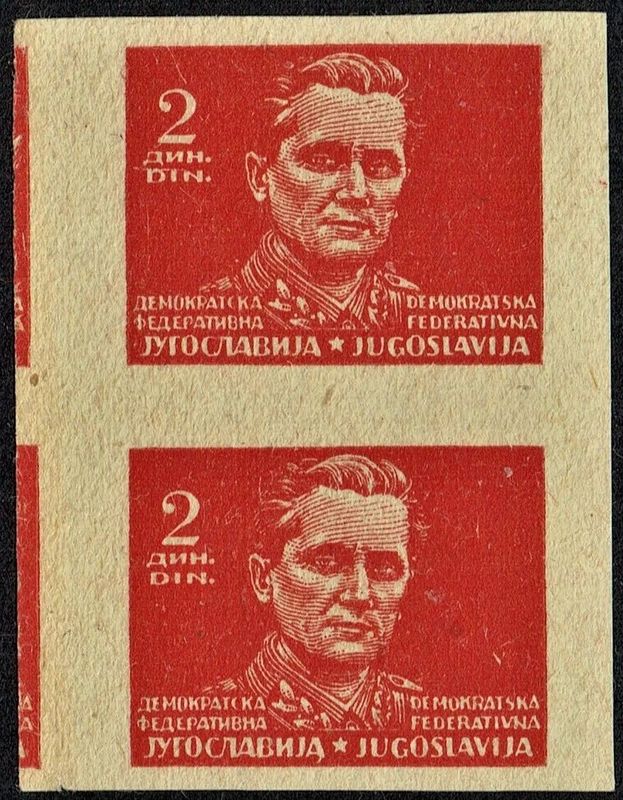 2
ДИН.
DIN.
ДЕМОКРАТСКА DEMOKRATSKA
ФЕДЕРАТИВНА FEDERATIVNA
ЈУГОСЛАВИЈА ★ JUGOSLAVIJA
2
ДИН.
DIN.
ДЕМОКРАТСКА DEMOKRATSKA
ФЕДЕРАТИВНА FEDERATIVNA
ЈУГОСЛАВИЈА ★ JUGOSLAVIJA